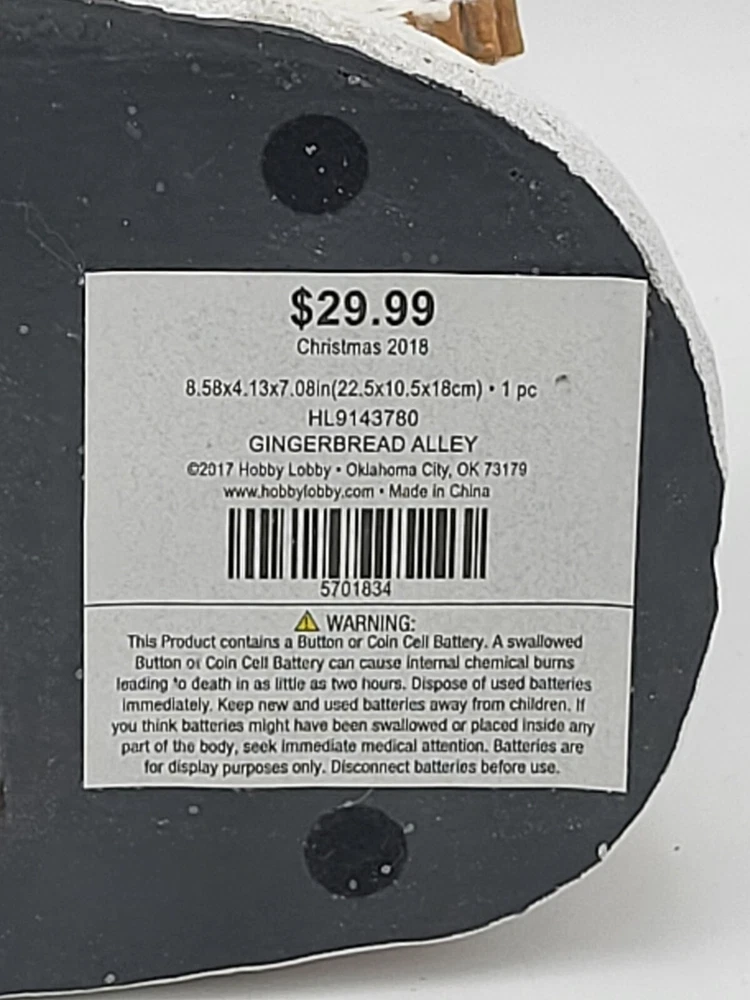 $29.99
Christmas 2018
8.58x4.13x7.08in(22.5x10.5x18cm) • 1 pc
HL9143780
GINGERBREAD ALLEY
©2017 Hobby Lobby • Oklahoma City, OK 73179
www.hobbylobby.com • Made in China
5701834
⚠ WARNING:
This Product contains a Button or Coin Cell Battery. A swallowed
Button or Coin Cell Battery can cause internal chemical burns
leading to death in as little as two hours. Dispose of used batteries
immediately. Keep new and used batteries away from children. If
you think batteries might have been swallowed or placed inside any
part of the body, seek immediate medical attention. Batteries are
for display purposes only. Disconnect batteries before use.